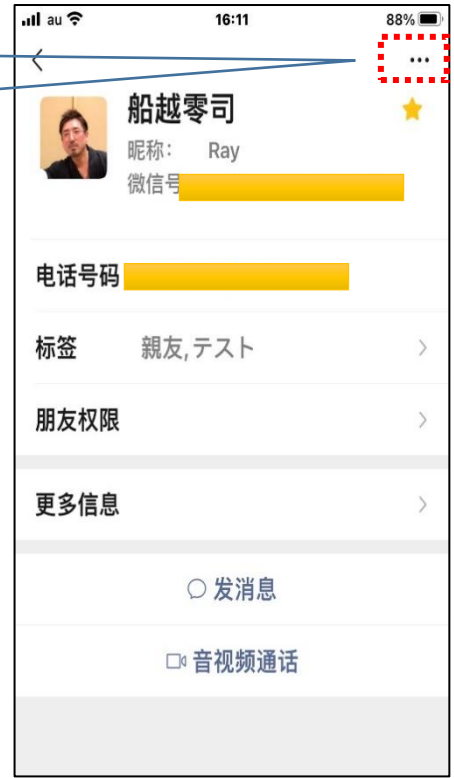 au 16:11 88%
船越零司
昵称： Ray
微信号
电话号码
标签 親友,テスト
朋友权限
更多信息
发消息
音视频通话